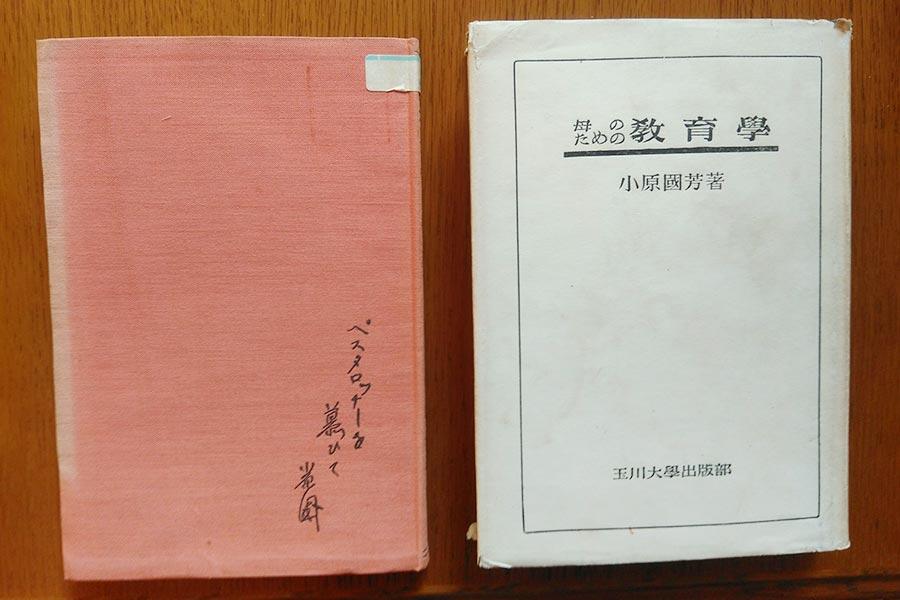 ペスタロッチーを
慕ひて
母の
ための
教育學
小原國芳著
玉川大學出版部